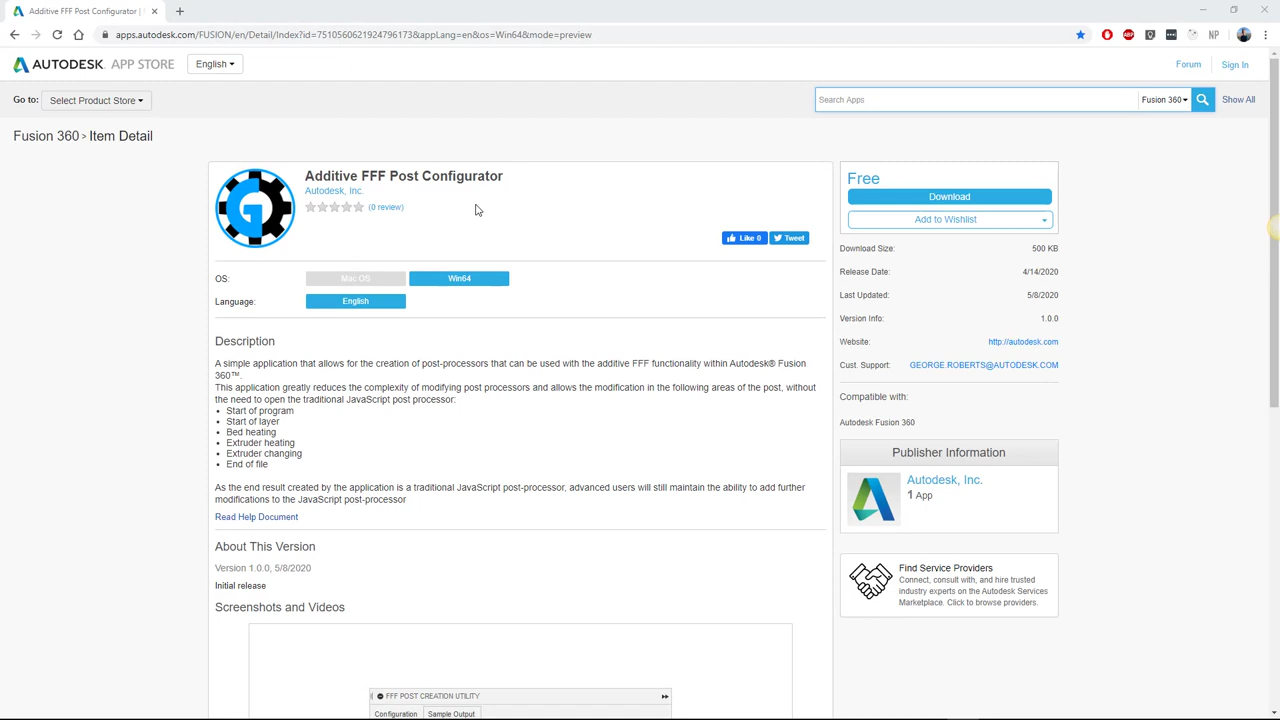 Additive FFF Post Configurator |
apps.autodesk.com/FUSION/en/Detail/Index?id=7510560621924796173&appLang=en&os=Win64&mode=preview
ABP
NP
AUTODESK. APP STORE
English
Forum
Sign In
Go to:
Select Product Store
Search Apps
Fusion 360
Show All
Fusion 360 > Item Detail
Additive FFF Post Configurator
Autodesk, Inc.
(0 review)
Like 0
Tweet
OS:
Mac OS
Win64
Language:
English
Description
A simple application that allows for the creation of post-processors that can be used with the additive FFF functionality within Autodesk® Fusion
360™.
This application greatly reduces the complexity of modifying post processors and allows the modification in the following areas of the post, without
the need to open the traditional JavaScript post processor:
• Start of program
• Start of layer
• Bed heating
• Extruder heating
• Extruder changing
• End of file
As the end result created by the application is a traditional JavaScript post-processor, advanced users will still maintain the ability to add further
modifications to the JavaScript post-processor
Read Help Document
About This Version
Version 1.0.0, 5/8/2020
Initial release
Screenshots and Videos
FFF POST CREATION UTILITY
Configuration
Sample Output
Free
Download
Add to Wishlist
Download Size:
500 KB
Release Date:
4/14/2020
Last Updated:
5/8/2020
Version Info:
1.0.0
Website:
http://autodesk.com
Cust. Support:
GEORGE.ROBERTS@AUTODESK.COM
Compatible with:
Autodesk Fusion 360
Publisher Information
Autodesk, Inc.
1 App
Find Service Providers
Connect, consult with, and hire trusted
industry experts on the Autodesk Services
Marketplace. Click to browse providers.